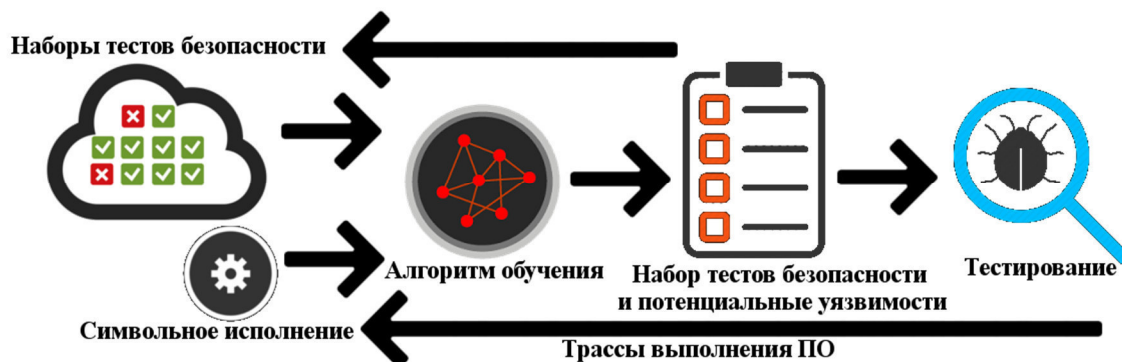 Наборы тестов безопасности
Алгоритм обучения
Набор тестов безопасности
и потенциальные уязвимости
Тестирование
Символьное исполнение
Трассы выполнения ПО